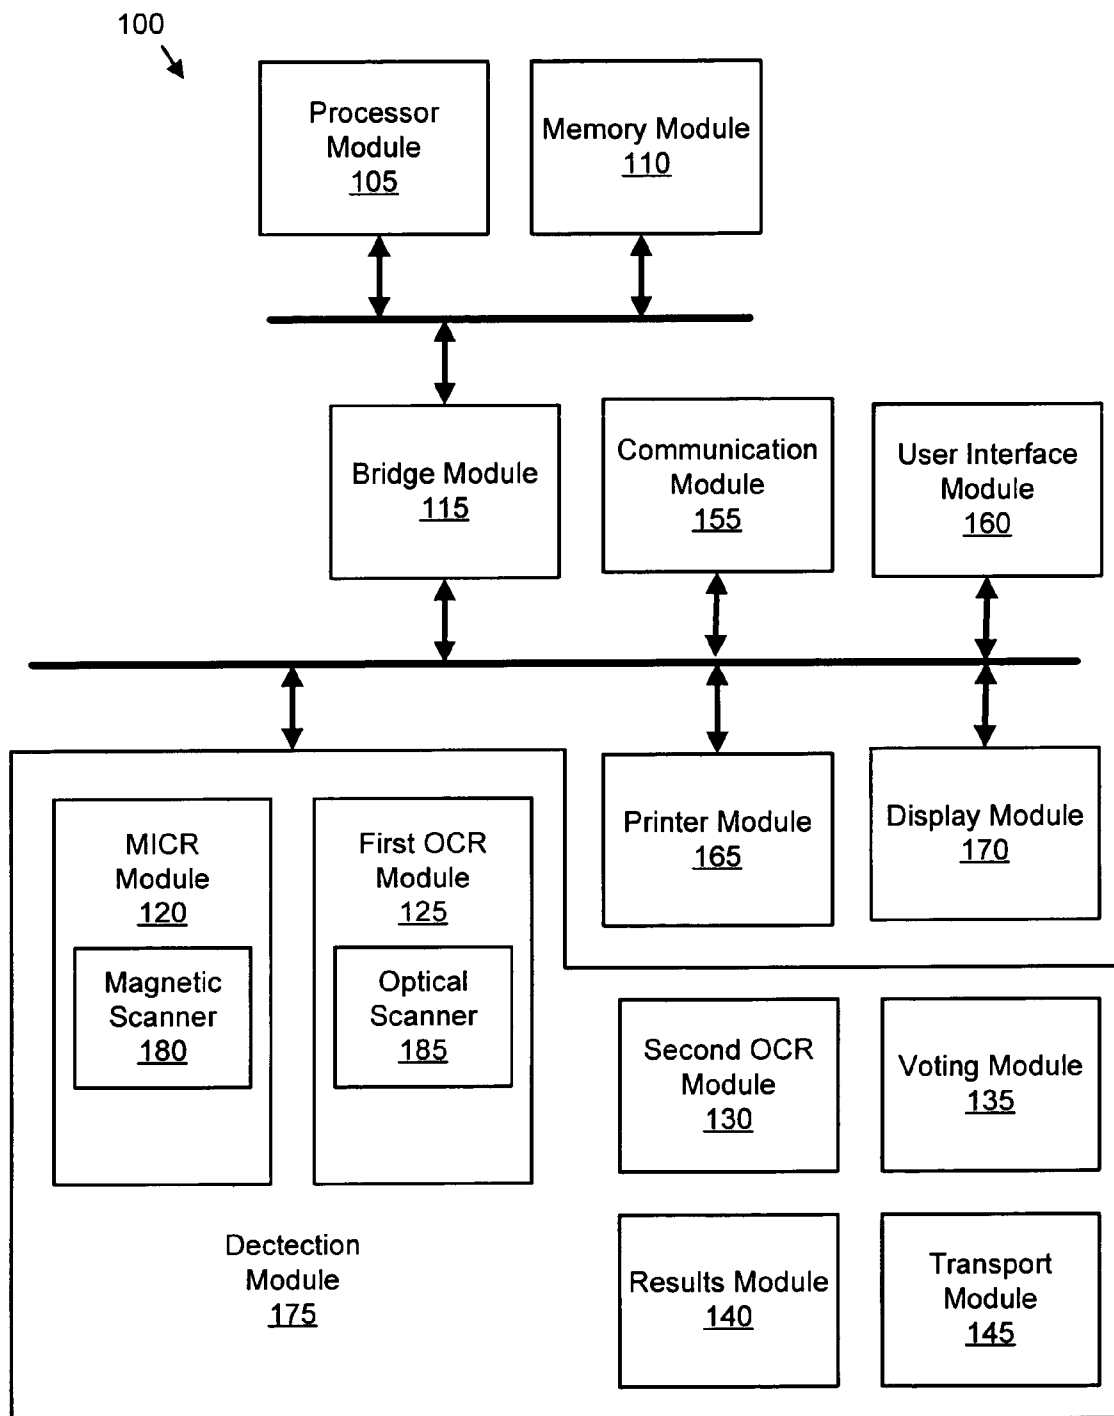 100
Processor
Module
105
Memory Module
110
Bridge Module
115
Communication
Module
155
User Interface
Module
160
MICR
Module
120
Magnetic
Scanner
180
First OCR
Module
125
Optical
Scanner
185
Printer Module
165
Display Module
170
Second OCR
Module
130
Voting Module
135
Dectection
Module
175
Results Module
140
Transport
Module
145